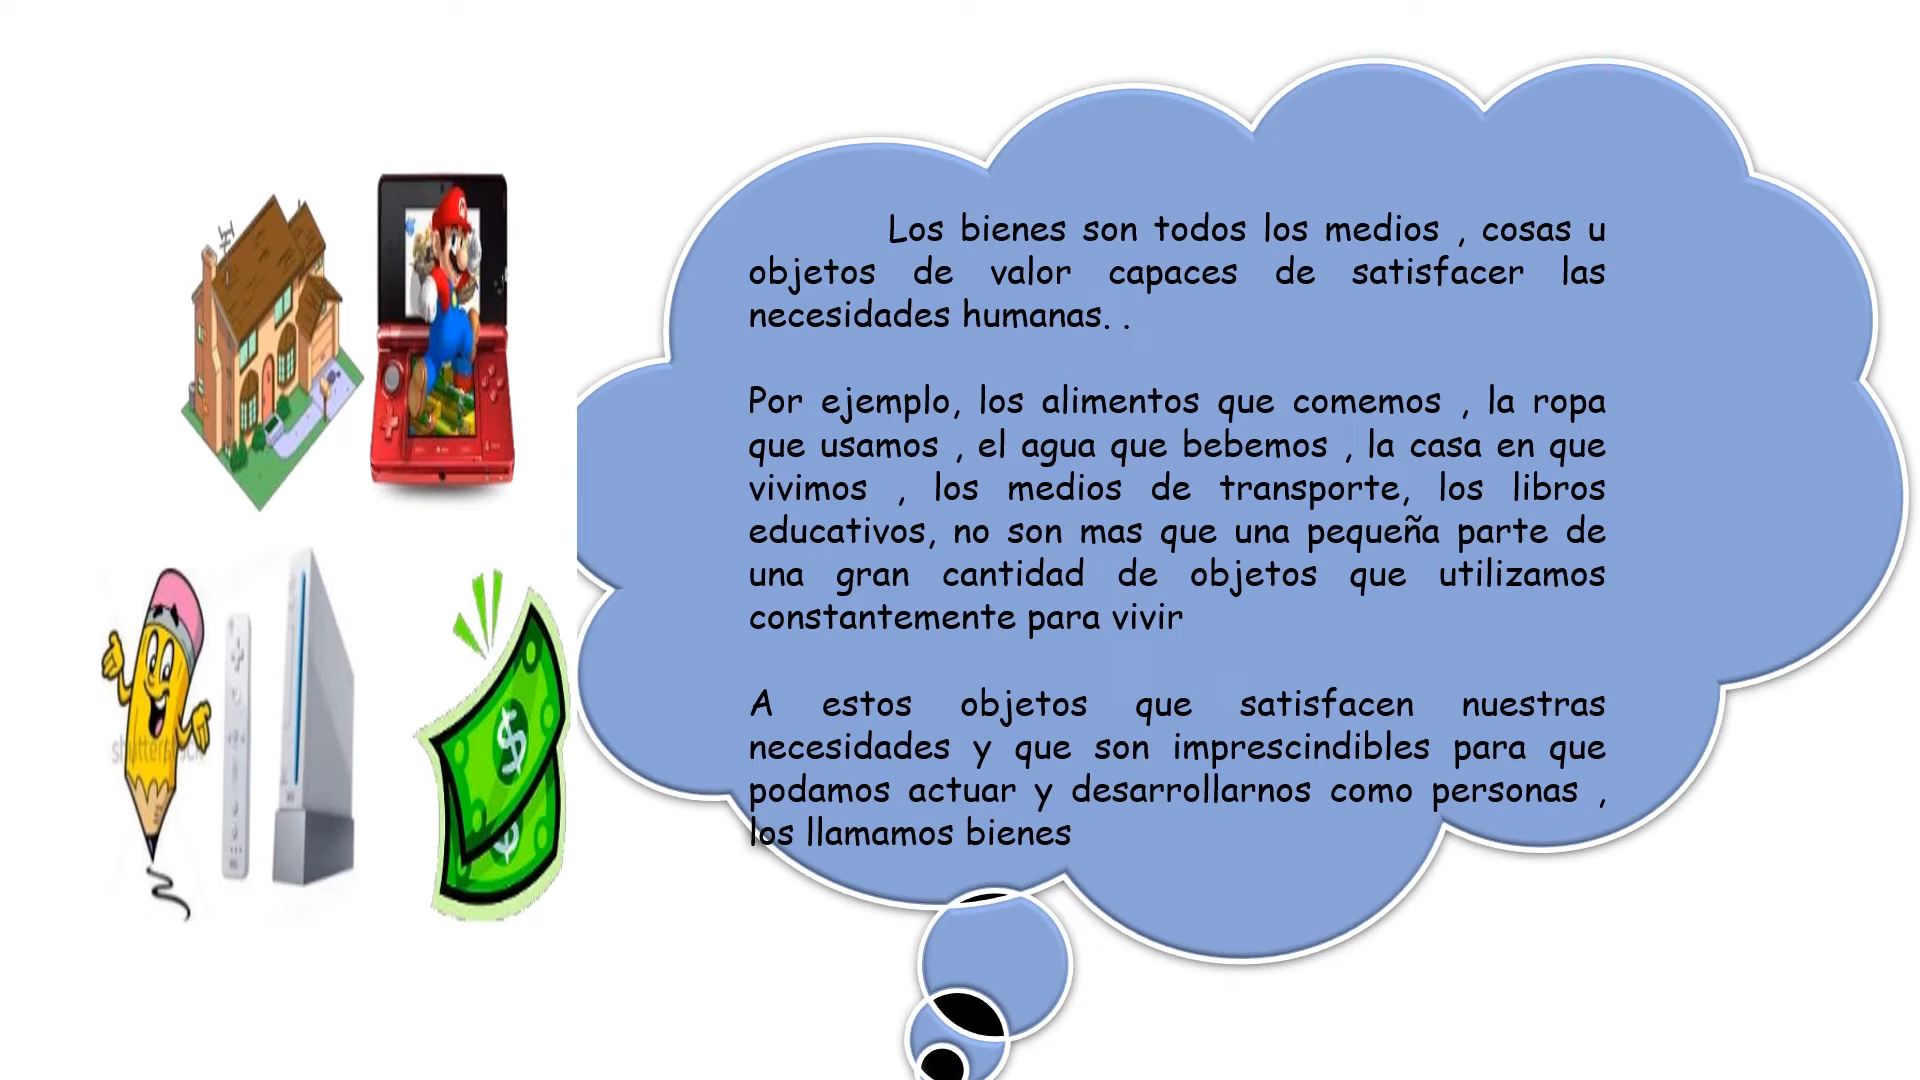 Los bienes son todos los medios , cosas u
objetos de valor capaces de satisfacer las
necesidades humanas. .
Por ejemplo, los alimentos que comemos , la ropa
que usamos , el agua que bebemos , la casa en que
vivimos , los medios de transporte, los libros
educativos, no son mas que una pequeña parte de
una gran cantidad de objetos que utilizamos
constantemente para vivir
A estos objetos que satisfacen nuestras
necesidades y que son imprescindibles para que
podamos actuar y desarrollarnos como personas ,
los llamamos bienes
shutterstock